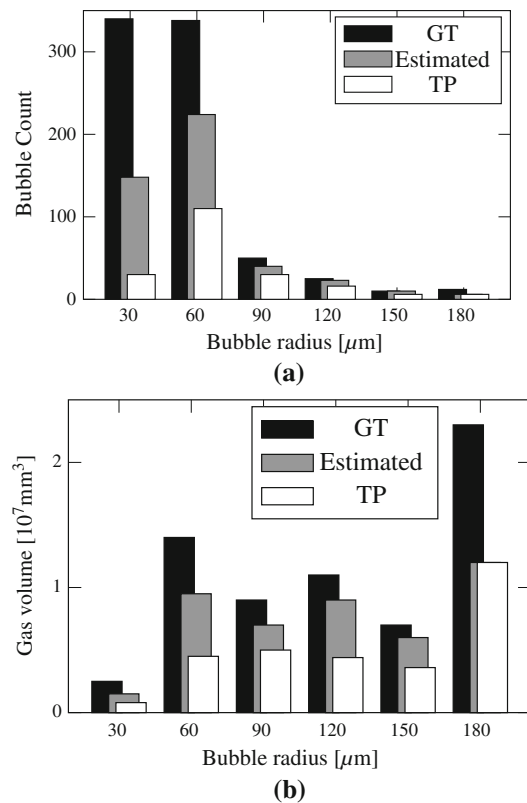 300
200
100
0
Bubble Count
GT
Estimated
TP
30 60 90 120 150 180
Bubble radius [μm]
(a)
2
1
0
Gas volume [10⁷mm³]
GT
Estimated
TP
30 60 90 120 150 180
Bubble radius [μm]
(b)